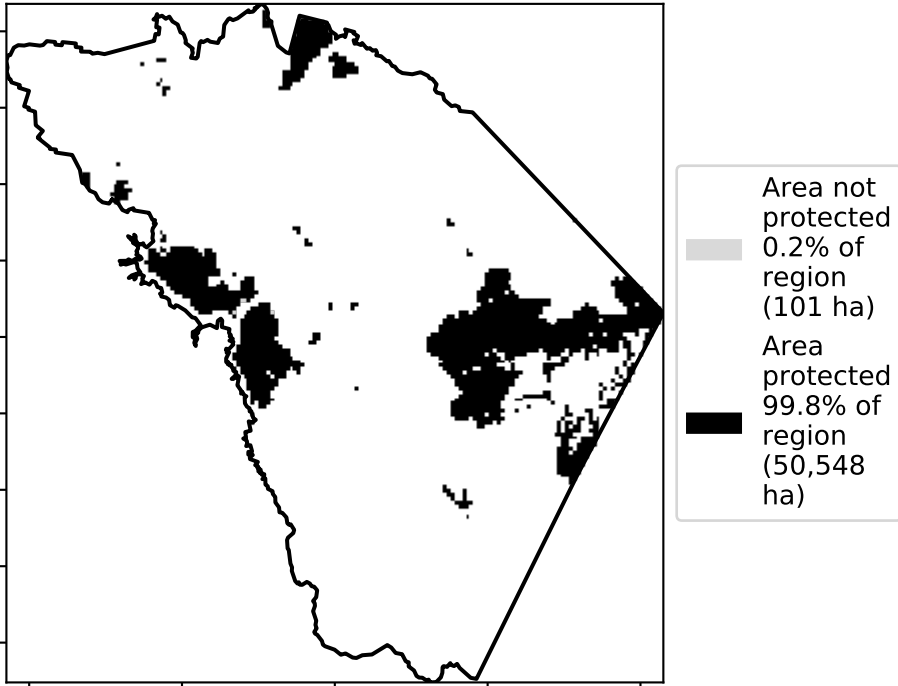 Area not
protected
0.2% of
region
(101 ha)
Area
protected
99.8% of
region
(50,548
ha)